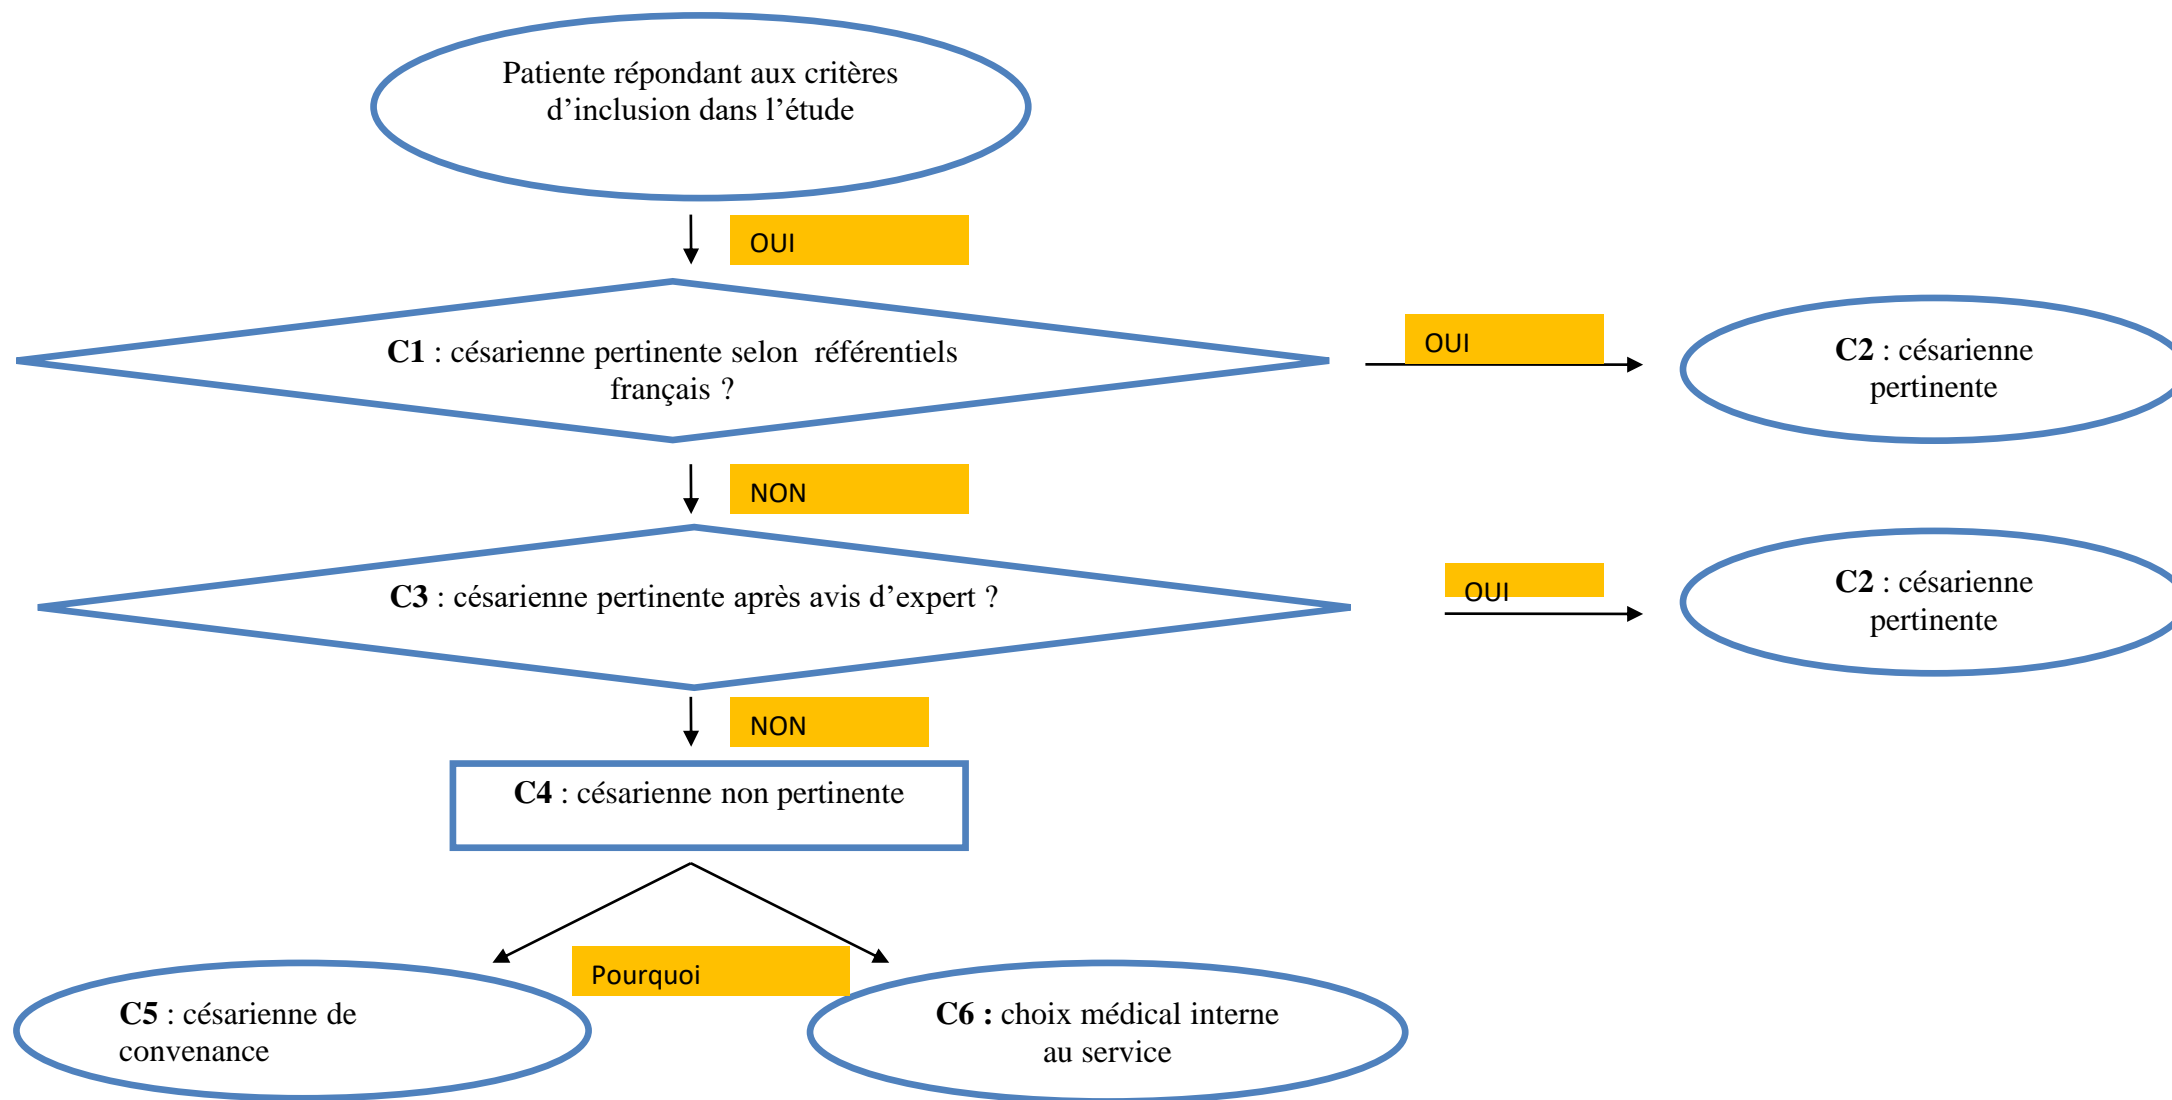 Patiente répondant aux critères
d’inclusion dans l’étude
OUI
C1 : césarienne pertinente selon  référentiels
français ?
OUI
C2 : césarienne
pertinente
NON
C3 : césarienne pertinente après avis d’expert ?
OUI
C2 : césarienne
pertinente
NON
C4 : césarienne non pertinente
Pourquoi
C5 : césarienne de
convenance
C6 : choix médical interne
au service